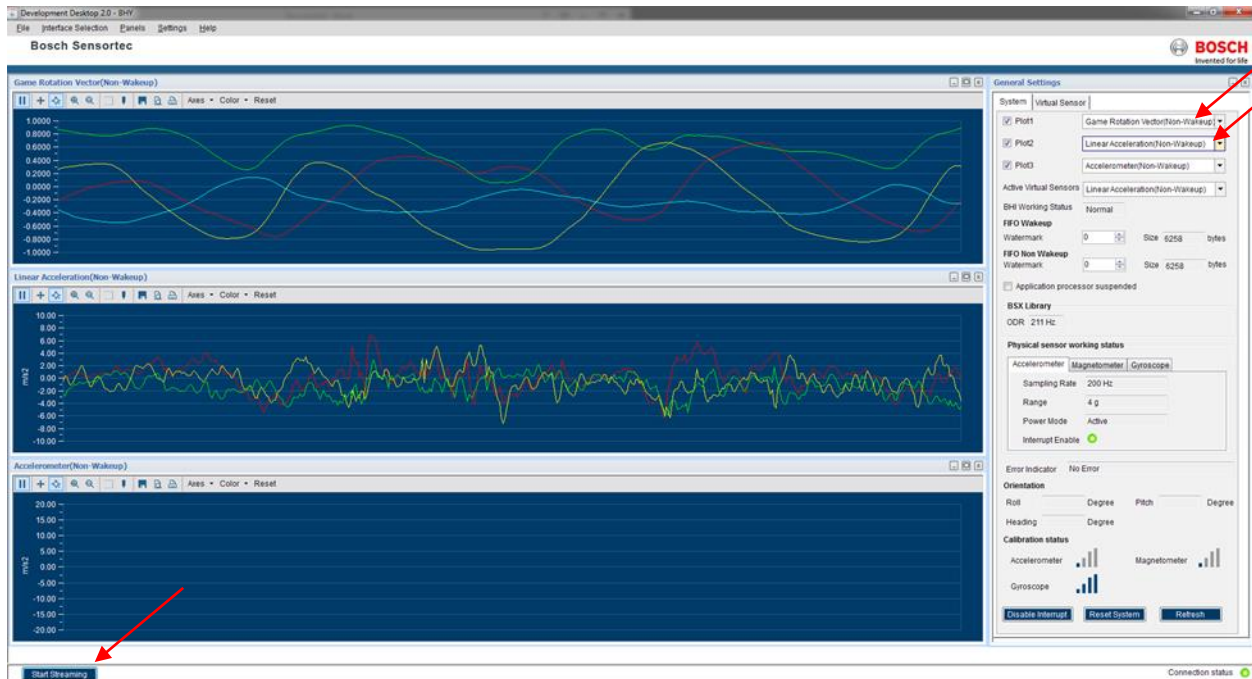 Development Desktop 2.0 - BHY
File Interface Selection Panels Settings Help
Bosch Sensortec
BOSCH
Invented for life
Game Rotation Vector(Non-Wakeup)
Axes Color Reset
1.0000
0.8000
0.6000
0.4000
0.2000
0.0000
-0.2000
-0.4000
-0.6000
-0.8000
-1.0000
Linear Acceleration(Non-Wakeup)
Axes Color Reset
m/s2
10.00
8.00
6.00
4.00
2.00
0.00
-2.00
-4.00
-6.00
-8.00
-10.00
Accelerometer(Non-Wakeup)
Axes Color Reset
m/s2
20.00
15.00
10.00
5.00
0.00
-5.00
-10.00
-15.00
-20.00
General Settings
System Virtual Sensor
Plot1 Game Rotation Vector(Non-Wakeup)
Plot2 Linear Acceleration(Non-Wakeup)
Plot3 Accelerometer(Non-Wakeup)
Active Virtual Sensors Linear Acceleration(Non-Wakeup)
BHI Working Status Normal
FIFO Wakeup
Watermark 0 Size 6258 bytes
FIFO Non Wakeup
Watermark 0 Size 6258 bytes
Application processor suspended
BSX Library
ODR 211 Hz
Physical sensor working status
Accelerometer Magnetometer Gyroscope
Sampling Rate 200 Hz
Range 4 g
Power Mode Active
Interrupt Enable
Error Indicator No Error
Orientation
Roll Degree Pitch Degree
Heading Degree
Calibration status
Accelerometer Magnetometer
Gyroscope
Disable Interrupt Reset System Refresh
Start Streaming
Connection status